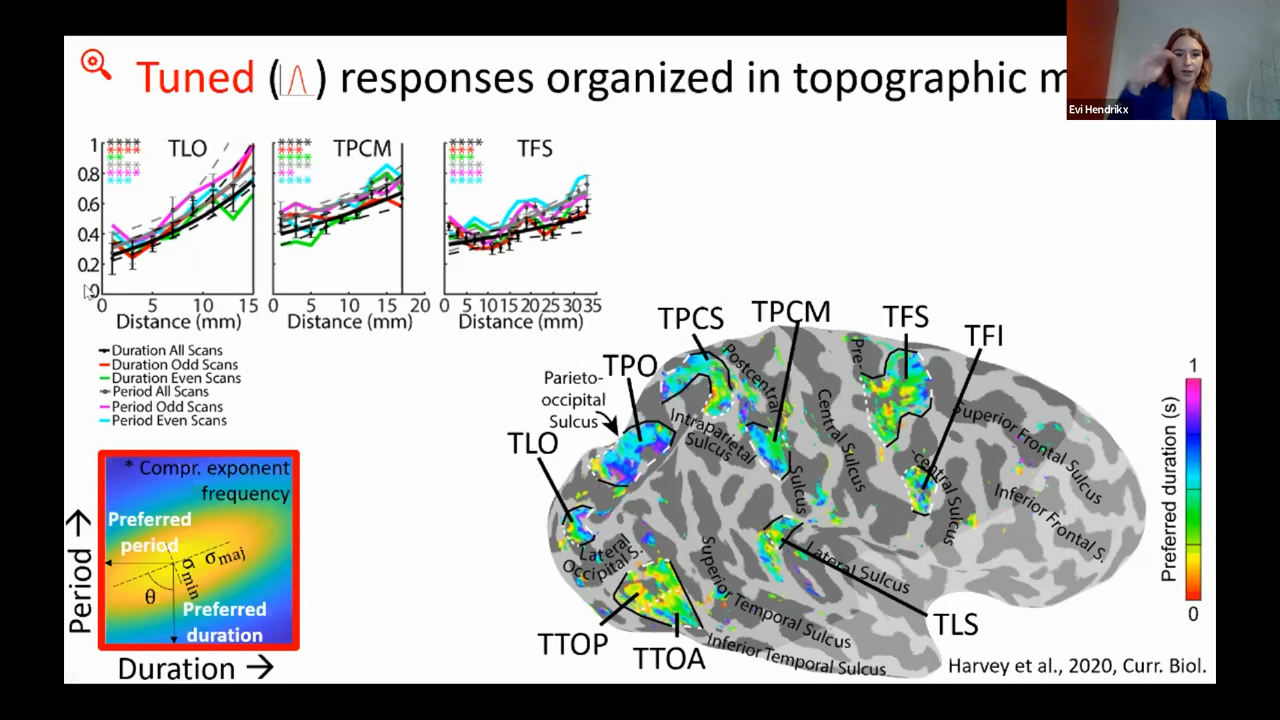 Tuned ( ) responses organized in topographic m
Evi Hendrikx
TLO
TPCM
TFS
1
0.8
0.6
0.4
0.2
0
0 5 10 15
0 5 10 15 20
0 5 10 15 20 25 30 35
Distance (mm)
Distance (mm)
Distance (mm)
Duration All Scans
Duration Odd Scans
Duration Even Scans
Period All Scans
Period Odd Scans
Period Even Scans
* Compr. exponent
frequency
Preferred
period
σmaj
σmin
θ
Preferred
duration
Period →
Duration →
TPCS
TPCM
TFS
TFI
TPO
Parieto-
occipital
Sulcus
TLO
Postcentral
Sulcus
Intraparietal
Sulcus
Central Sulcus
Pre-
central Sulcus
Superior Frontal Sulcus
Inferior Frontal S.
Lateral
Occipital S.
Superior Temporal Sulcus
Lateral Sulcus
Inferior Temporal Sulcus
TTOP
TTOA
TLS
1
Preferred duration (s)
0
Harvey et al., 2020, Curr. Biol.